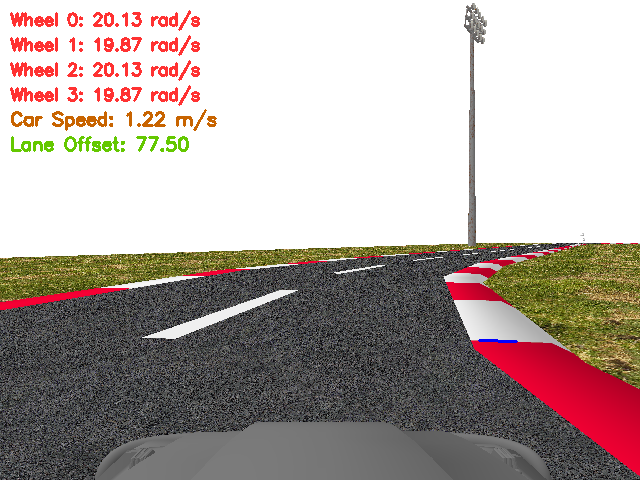 Wheel 0: 20.13 rad/s
Wheel 1: 19.87 rad/s
Wheel 2: 20.13 rad/s
Wheel 3: 19.87 rad/s
Car Speed: 1.22 m/s
Lane Offset: 77.50